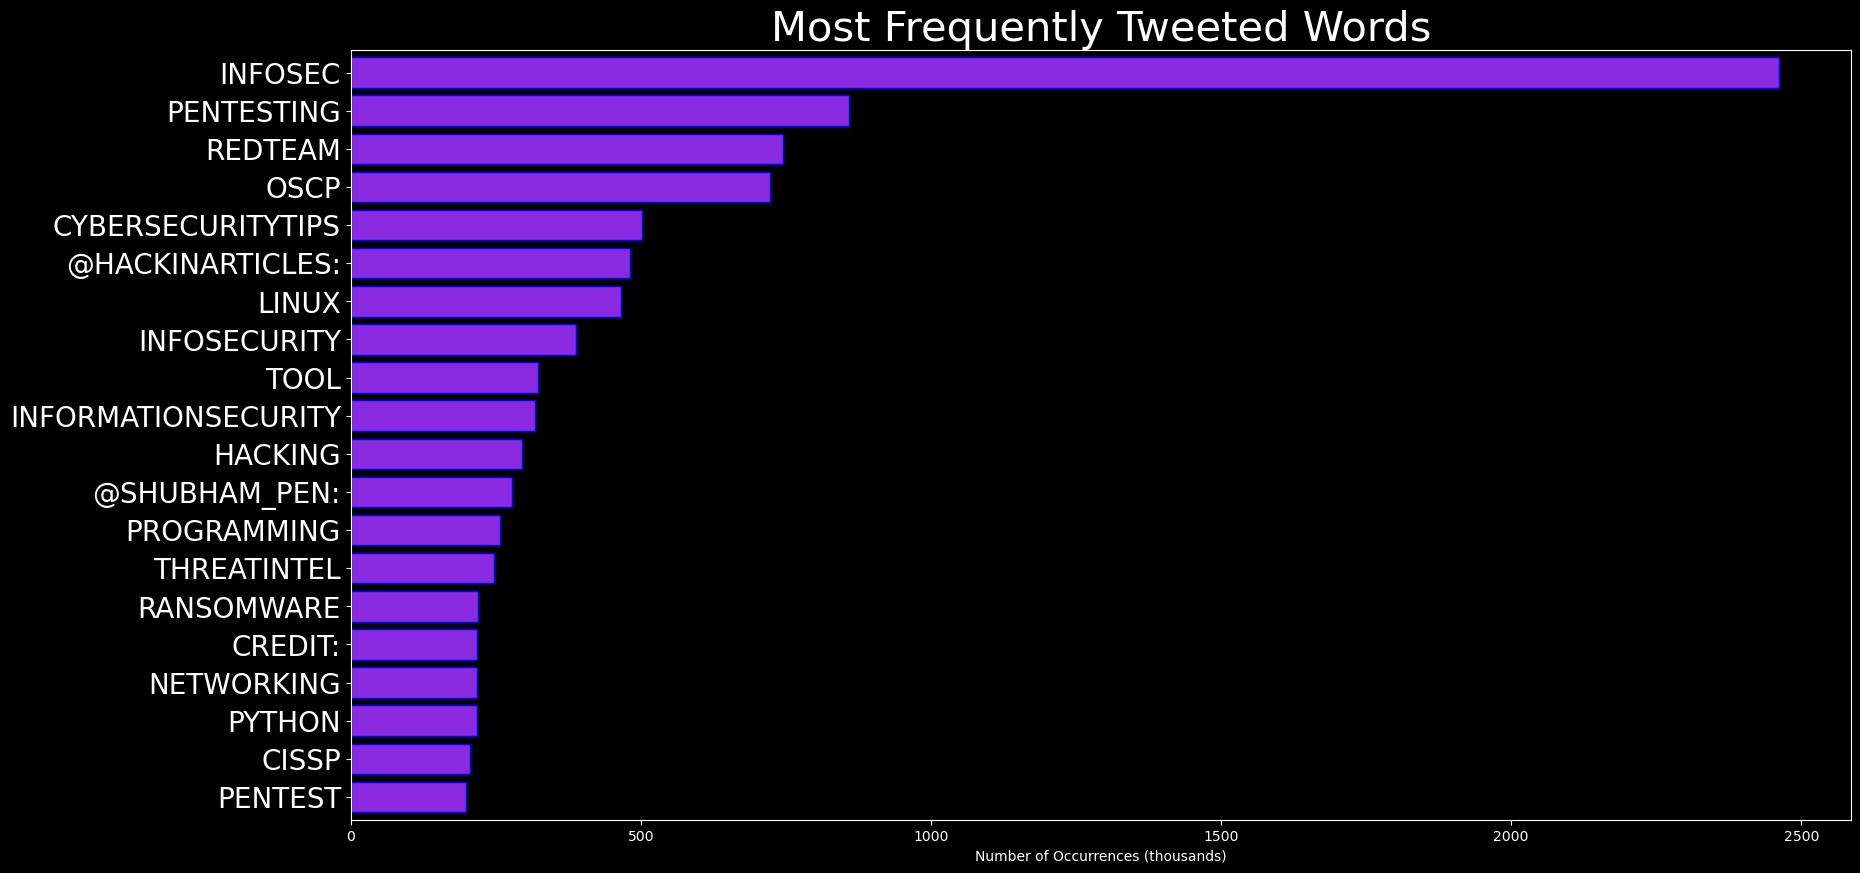 Most Frequently Tweeted Words
INFOSEC
PENTESTING
REDTEAM
OSCP
CYBERSECURITYTIPS
@HACKINARTICLES:
LINUX
INFOSECURITY
TOOL
INFORMATIONSECURITY
HACKING
@SHUBHAM_PEN:
PROGRAMMING
THREATINTEL
RANSOMWARE
CREDIT:
NETWORKING
PYTHON
CISSP
PENTEST
0 500 1000 1500 2000 2500
Number of Occurrences (thousands)